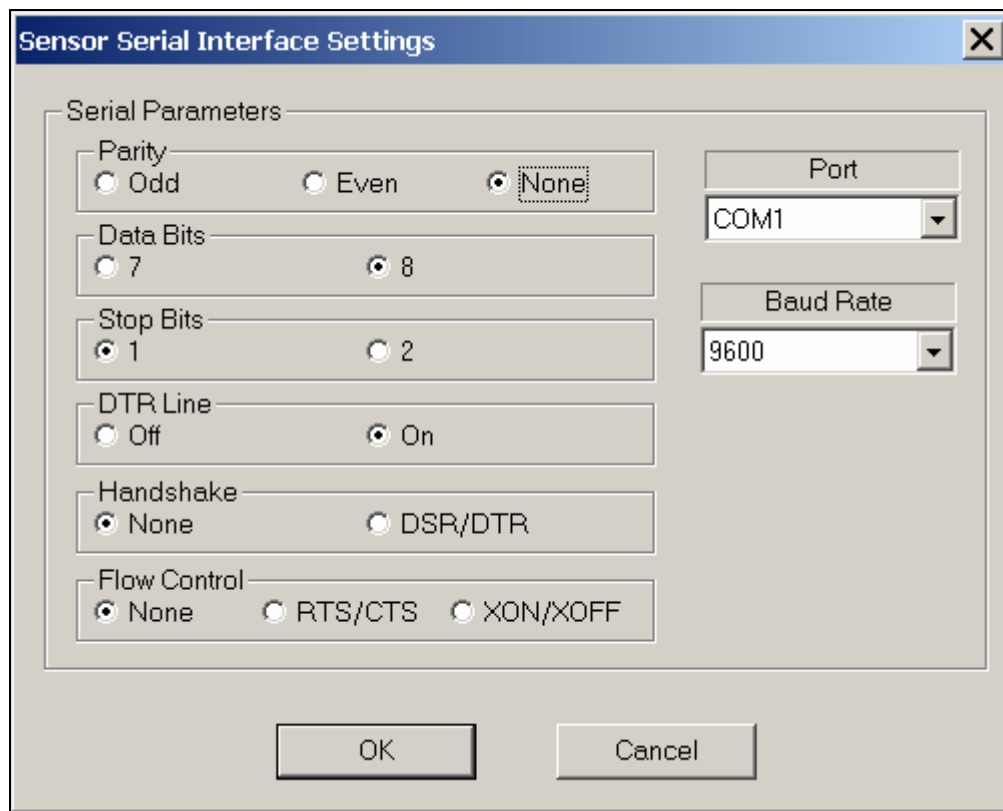 Sensor Serial Interface Settings
Serial Parameters
Parity
Odd Even None
Data Bits
7 8
Stop Bits
1 2
DTR Line
Off On
Handshake
None DSR/DTR
Flow Control
None RTS/CTS XON/XOFF
Port
COM1
Baud Rate
9600
OK Cancel